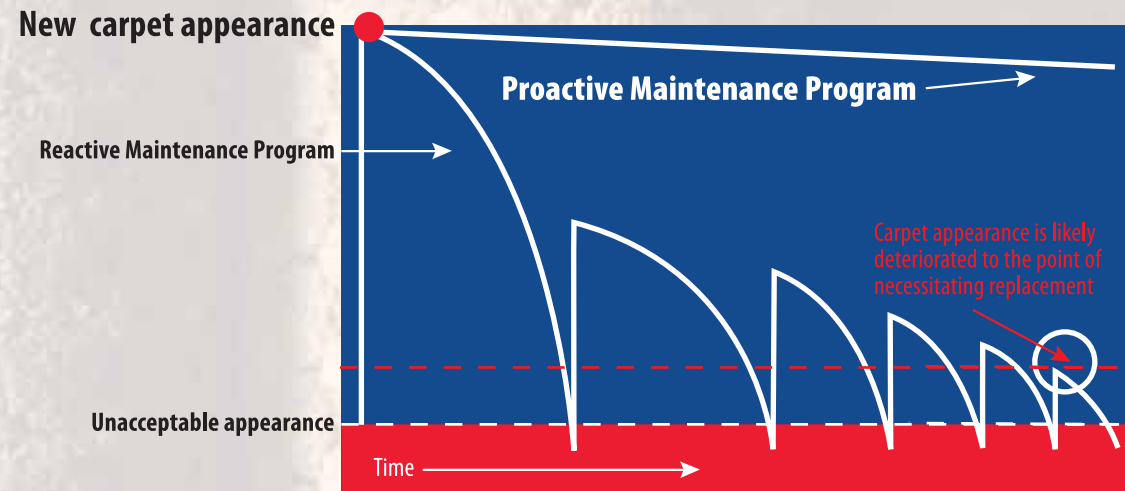 New carpet appearance
Proactive Maintenance Program
Reactive Maintenance Program
Carpet appearance is likely
deteriorated to the point of
necessitating replacement
Unacceptable appearance
Time